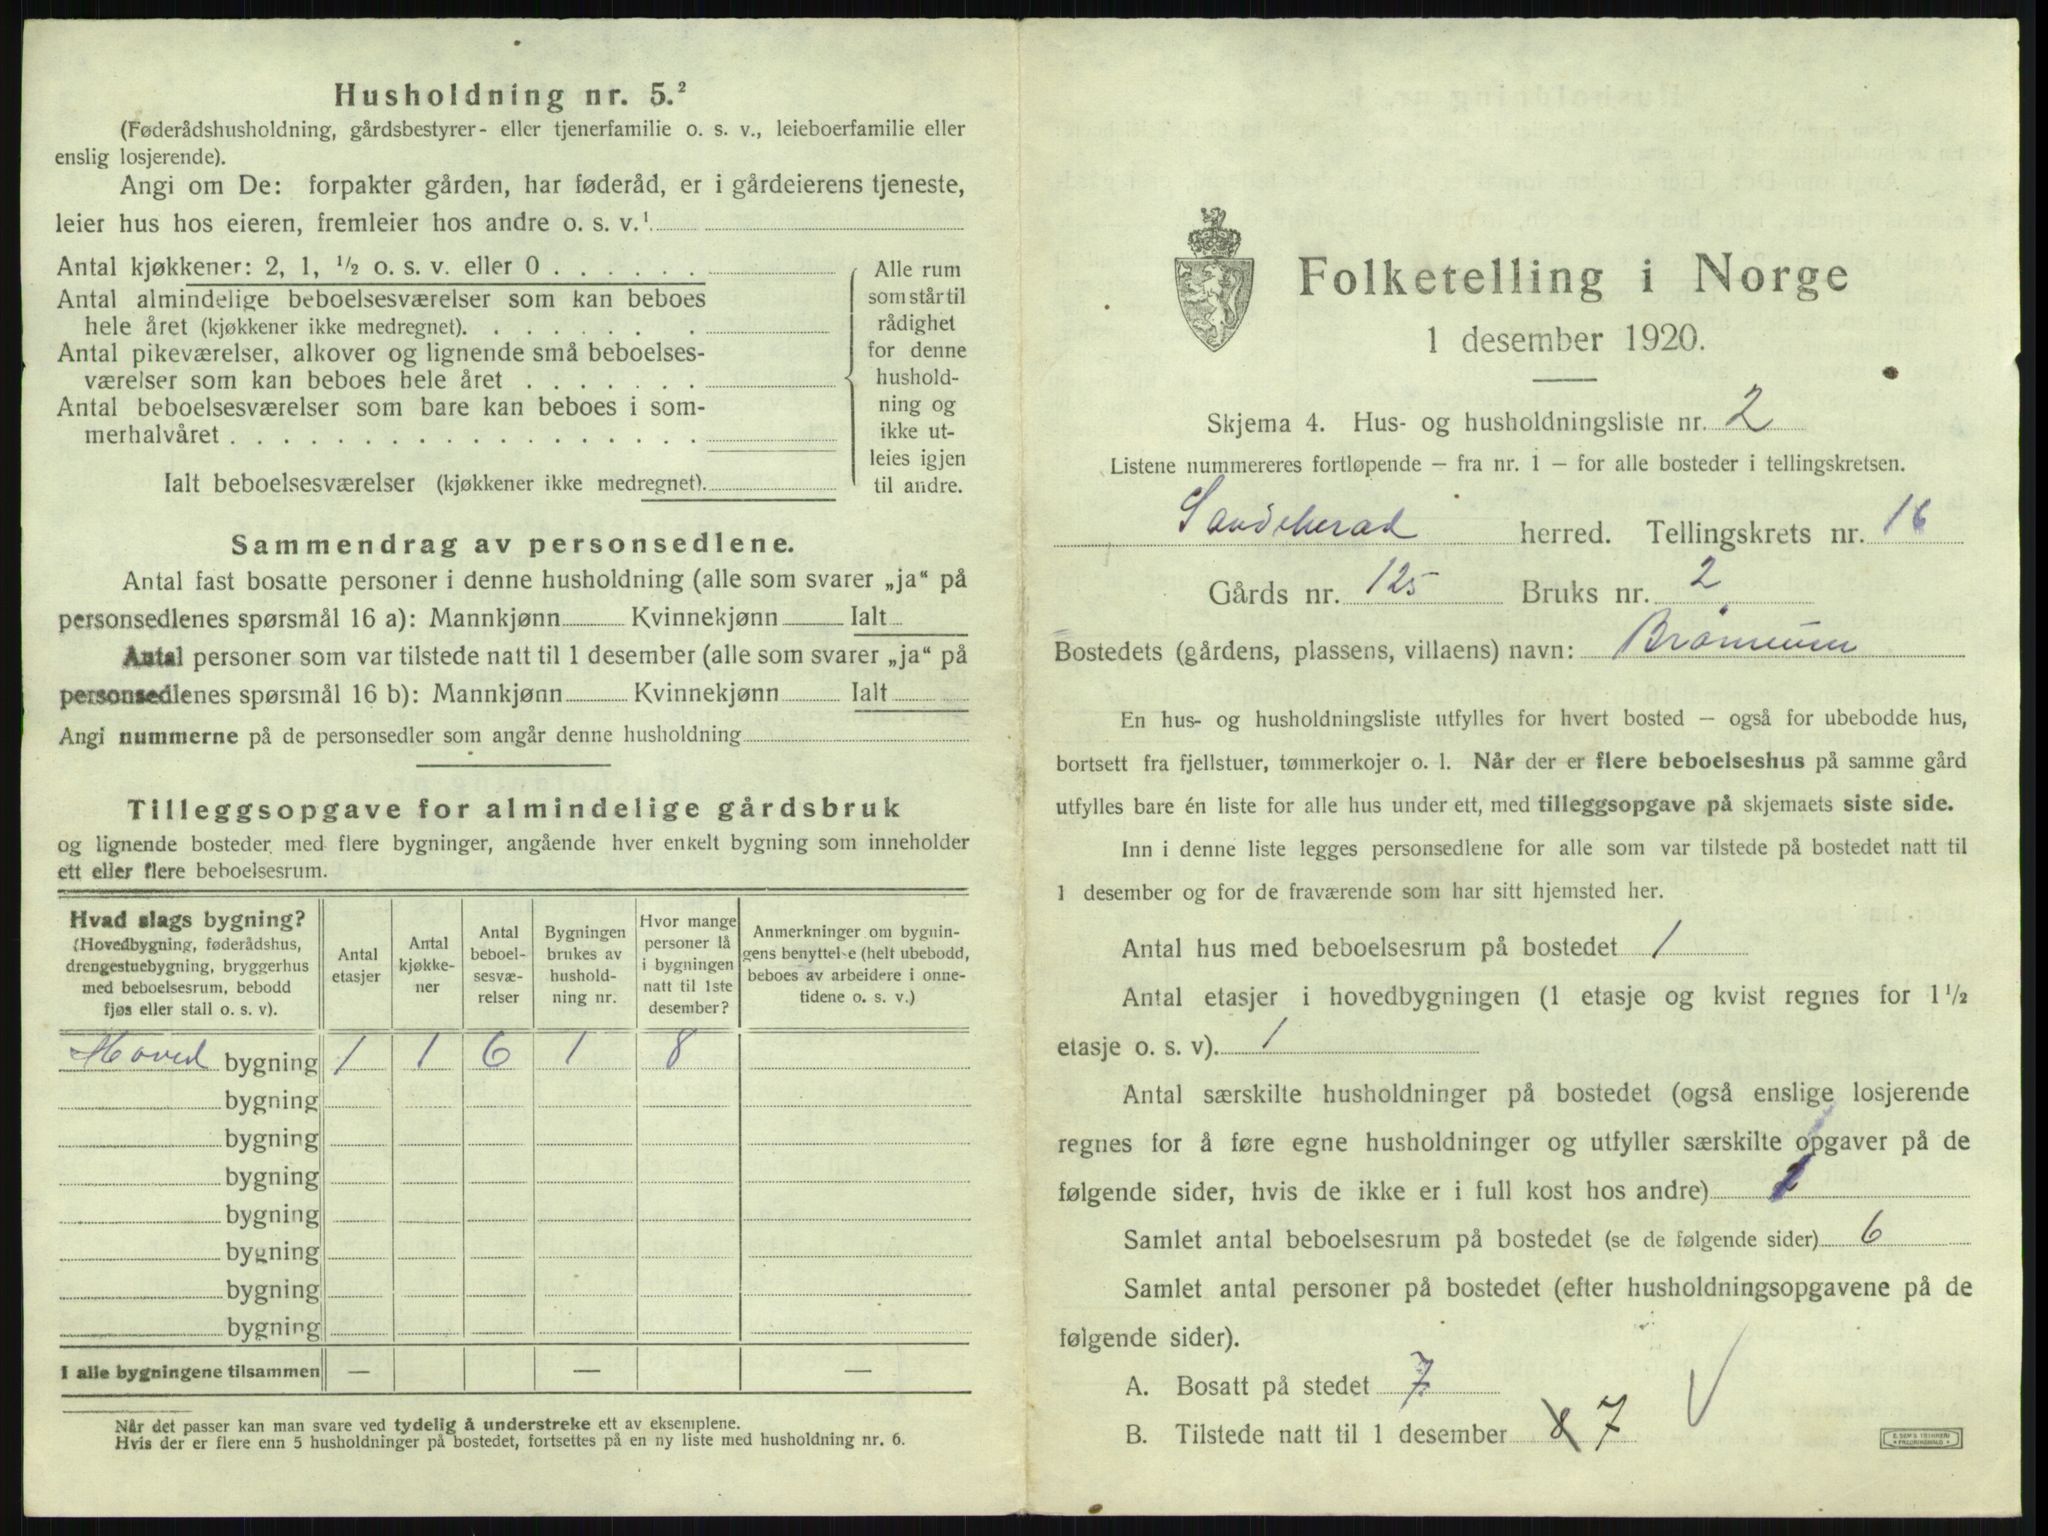 Husholdning nr. 5.²
(Føderådshusholdning, gårdsbestyrer- eller tjenerfamilie o. s. v., leieboerfamilie eller
enslig losjerende).
Angi om De: forpakter gården, har føderåd, er i gårdeierens tjeneste,
leier hus hos eieren, fremleier hos andre o. s. v.¹
Antal kjøkkener: 2, 1, ½ o. s. v. eller 0 . . . . . .
Antal almindelige beboelsesværelser som kan beboes
hele året (kjøkkener ikke medregnet). . . . . . . .
Antal pikeværelser, alkover og lignende små beboelses-
værelser som kan beboes hele året . . . . . . .
Antal beboelsesværelser som bare kan beboes i som-
merhalvåret . . . . . . . . . . . . . . . . . .
Ialt beboelsesværelser (kjøkkener ikke medregnet).
Alle rum
som står til
rådighet
for denne
hushold-
ning og
ikke ut-
leies igjen
til andre.
Sammendrag av personsedlene.
Antal fast bosatte personer i denne husholdning (alle som svarer „ja“ på
personsedlenes spørsmål 16 a): Mannkjønn Kvinnekjønn Ialt
Antal personer som var tilstede natt til 1 desember (alle som svarer „ja“ på
personsedlenes spørsmål 16 b): Mannkjønn Kvinnekjønn Ialt
Angi nummerne på de personsedler som angår denne husholdning
Tilleggsopgave for almindelige gårdsbruk
og lignende bosteder med flere bygninger, angående hver enkelt bygning som inneholder
ett eller flere beboelsesrum.
Hvad slags bygning?
(Hovedbygning, føderådshus,
drengestuebygning, bryggerhus
med beboelsesrum, bebodd
fjøs eller stall o. s. v).
Antal
etasjer
Antal
kjøkke-
ner
Antal
beboel-
sesvæ-
relser
Bygningen
brukes av
hushold-
ning nr.
Hvor mange
personer lå
i bygningen
natt til 1ste
desember?
Anmerkninger om bygnin-
gens benyttelse (helt ubebodd,
beboes av arbeidere i onne-
tidene o. s. v.)
Hoved bygning 1 1 6 1 8
bygning
bygning
bygning
bygning
bygning
bygning
bygning
I alle bygningene tilsammen — — —
Når det passer kan man svare ved tydelig å understreke ett av eksemplene.
Hvis der er flere enn 5 husholdninger på bostedet, fortsettes på en ny liste med husholdning nr. 6.
Folketelling i Norge
1 desember 1920.
Skjema 4. Hus- og husholdningsliste nr. 2
Listene nummereres fortløpende – fra nr. 1 – for alle bosteder i tellingskretsen.
Sandeherad herred. Tellingskrets nr. 16
Gårds nr. 125 Bruks nr. 2
Bostedets (gårdens, plassens, villaens) navn:
En hus- og husholdningsliste utfylles for hvert bosted – også for ubebodde hus,
bortsett fra fjellstuer, tømmerkojer o. l. Når der er flere beboelseshus på samme gård
utfylles bare én liste for alle hus under ett, med tilleggsopgave på skjemaets siste side.
Inn i denne liste legges personsedlene for alle som var tilstede på bostedet natt til
1 desember og for de fraværende som har sitt hjemsted her.
Antal hus med beboelsesrum på bostedet 1
Antal etasjer i hovedbygningen (1 etasje og kvist regnes for 1½
etasje o. s. v). 1
Antal særskilte husholdninger på bostedet (også enslige losjerende
regnes for å føre egne husholdninger og utfyller særskilte opgaver på de
følgende sider, hvis de ikke er i full kost hos andre)
Samlet antal beboelsesrum på bostedet (se de følgende sider) 6
Samlet antal personer på bostedet (efter husholdningsopgavene på de
følgende sider).
A. Bosatt på stedet 7
B. Tilstede natt til 1 desember 8 7